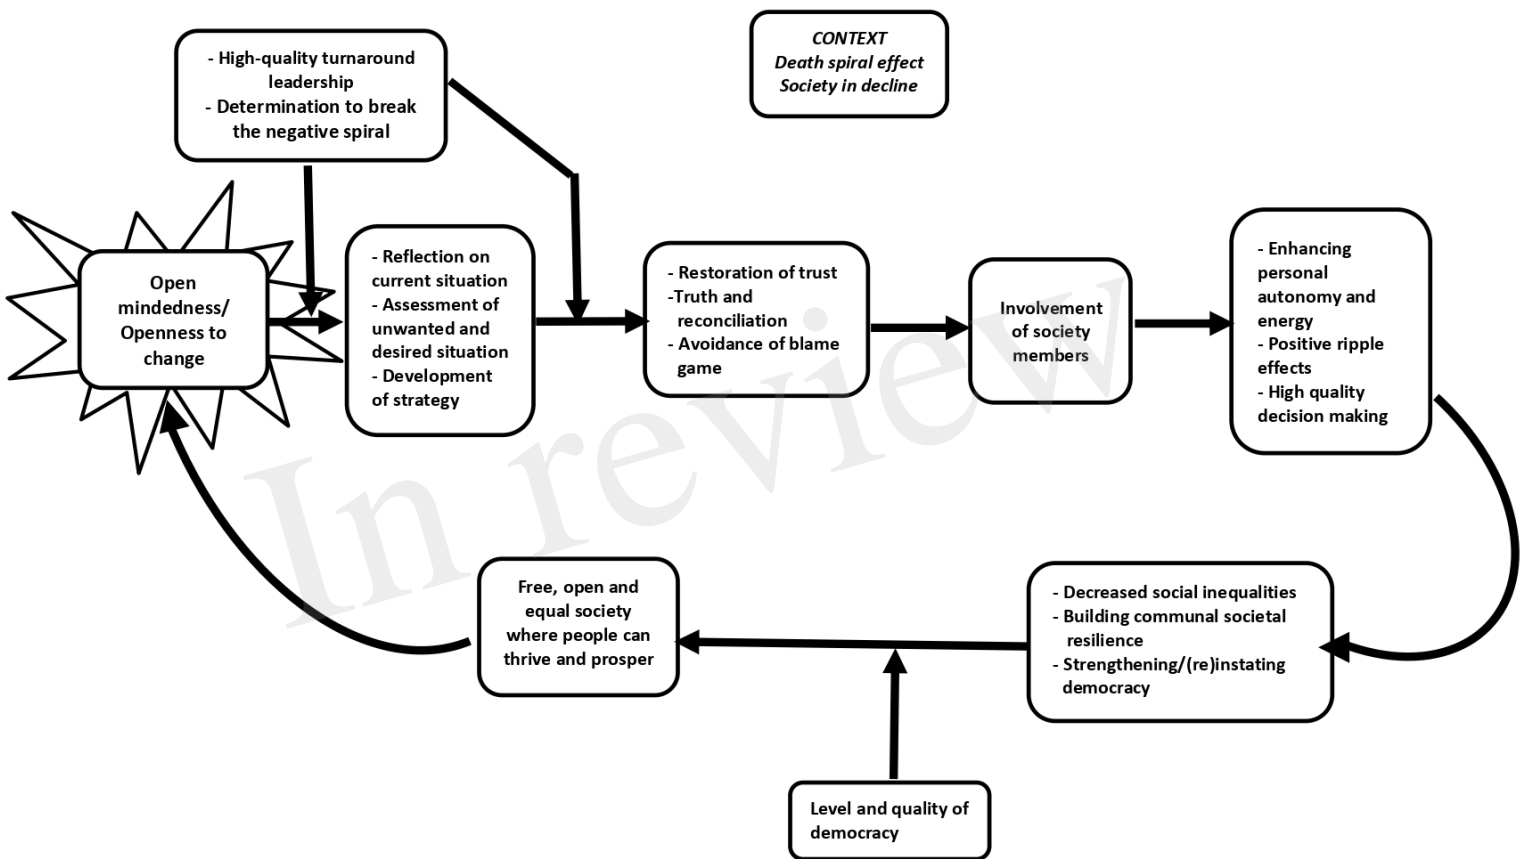 CONTEXT
Death spiral effect
Society in decline
- High-quality turnaround
leadership
- Determination to break
the negative spiral
Open
mindedness/
Openness to
change
- Reflection on
current situation
- Assessment of
unwanted and
desired situation
- Development
of strategy
- Restoration of trust
-Truth and
reconciliation
- Avoidance of blame
game
Involvement
of society
members
- Enhancing
personal
autonomy and
energy
- Positive ripple
effects
- High quality
decision making
- Decreased social inequalities
- Building communal societal
resilience
- Strengthening/(re)instating
democracy
Free, open and
equal society
where people can
thrive and prosper
Level and quality of
democracy
In review